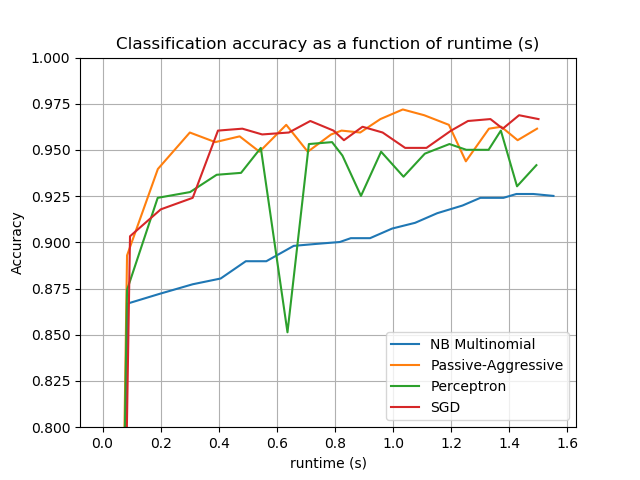 Classification accuracy as a function of runtime (s)
1.000
0.975
0.950
0.925
0.900
0.875
0.850
0.825
0.800
Accuracy
NB Multinomial
Passive-Aggressive
Perceptron
SGD
0.0 0.2 0.4 0.6 0.8 1.0 1.2 1.4 1.6
runtime (s)